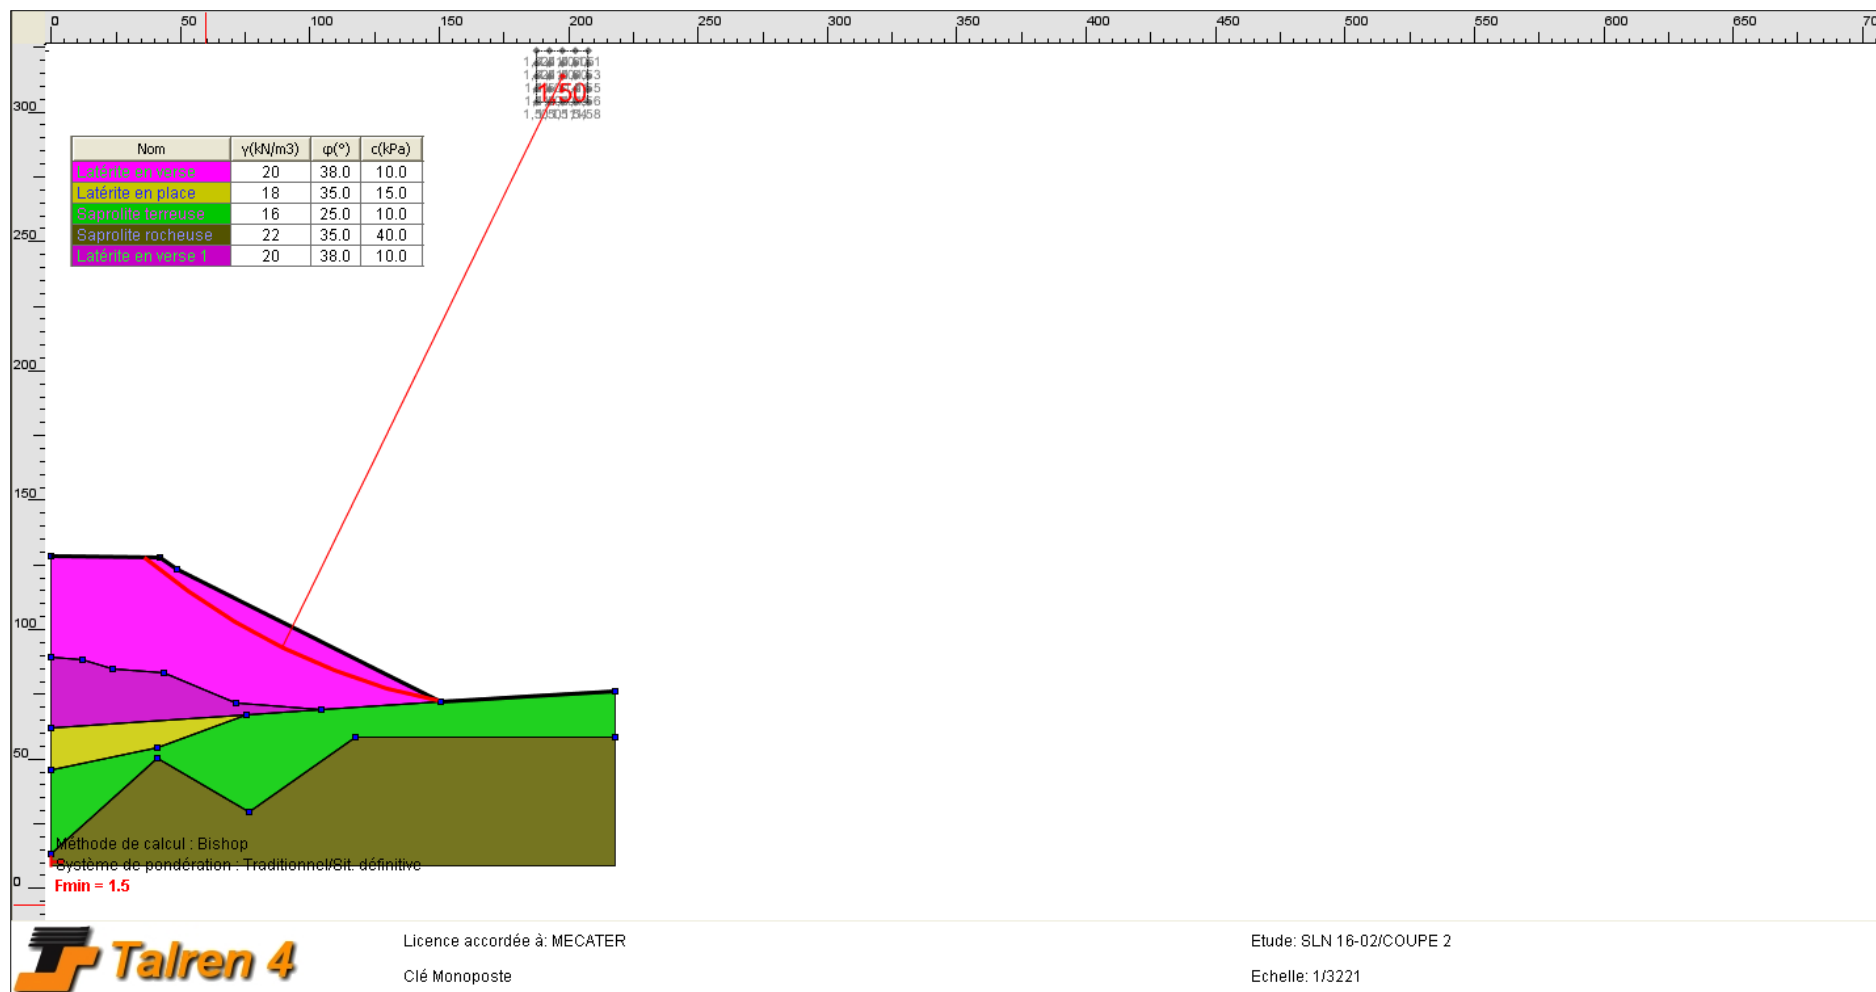 0 50 100 150 200 250 300 350 400 450 500 550 600 650
300
250
200
150
100
50
0
1,50
Nom γ(kN/m3) φ(°) c(kPa)
Latérite en verse 20 38.0 10.0
Latérite en place 18 35.0 15.0
Saprolite terreuse 16 25.0 10.0
Saprolite rocheuse 22 35.0 40.0
Latérite en verse 1 20 38.0 10.0
Méthode de calcul : Bishop
Système de pondération : Traditionnel/Sit. définitive
Fmin = 1.5
Talren 4
Licence accordée à: MECATER
Clé Monoposte
Etude: SLN 16-02/COUPE 2
Echelle: 1/3221